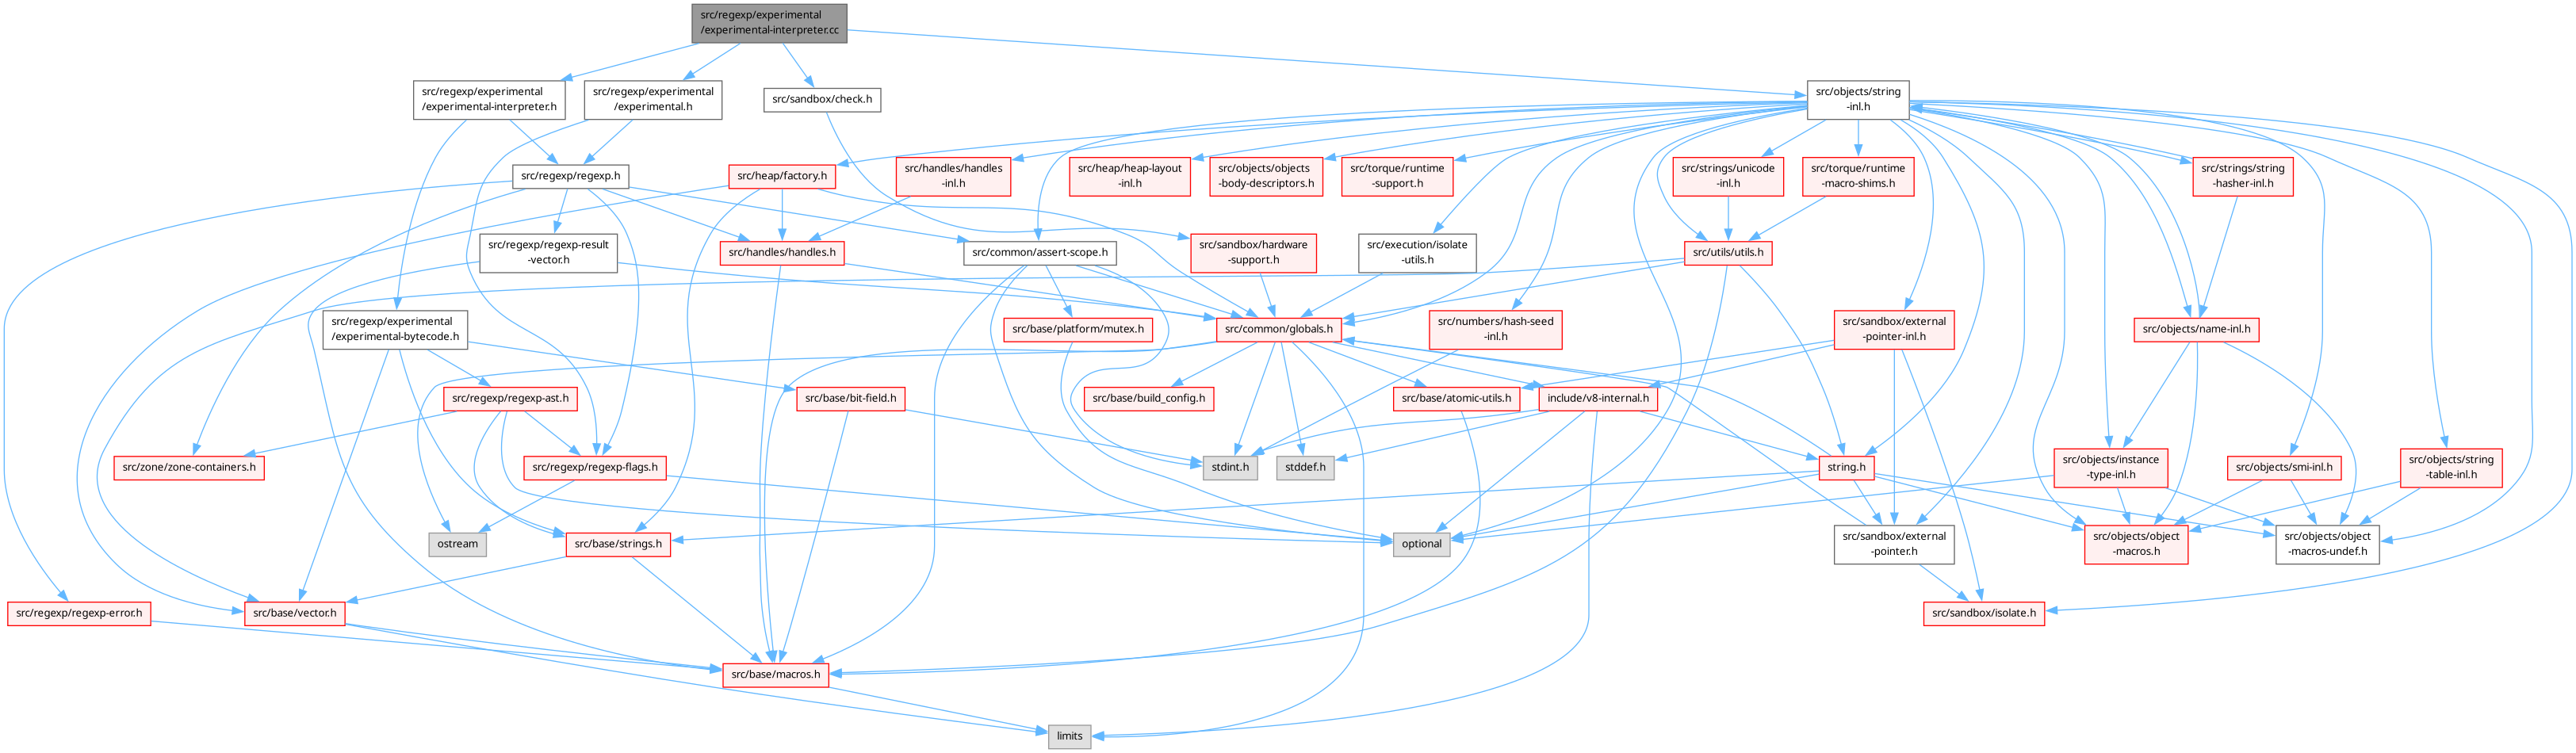 src/regexp/experimental
/experimental-interpreter.cc
src/regexp/experimental
/experimental-interpreter.h
src/regexp/experimental
/experimental.h
src/sandbox/check.h
src/objects/string
-inl.h
src/regexp/regexp.h
src/heap/factory.h
src/handles/handles
-inl.h
src/heap/heap-layout
-inl.h
src/objects/objects
-body-descriptors.h
src/torque/runtime
-support.h
src/strings/unicode
-inl.h
src/torque/runtime
-macro-shims.h
src/strings/string
-hasher-inl.h
src/regexp/regexp-result
-vector.h
src/handles/handles.h
src/common/assert-scope.h
src/sandbox/hardware
-support.h
src/execution/isolate
-utils.h
src/utils/utils.h
src/regexp/experimental
/experimental-bytecode.h
src/base/platform/mutex.h
src/common/globals.h
src/numbers/hash-seed
-inl.h
src/sandbox/external
-pointer-inl.h
src/objects/name-inl.h
src/regexp/regexp-ast.h
src/base/bit-field.h
src/base/build_config.h
src/base/atomic-utils.h
include/v8-internal.h
src/zone/zone-containers.h
src/regexp/regexp-flags.h
stdint.h
stddef.h
string.h
src/objects/instance
-type-inl.h
src/objects/smi-inl.h
src/objects/string
-table-inl.h
ostream
src/base/strings.h
optional
src/sandbox/external
-pointer.h
src/objects/object
-macros.h
src/objects/object
-macros-undef.h
src/regexp/regexp-error.h
src/base/vector.h
src/sandbox/isolate.h
src/base/macros.h
limits